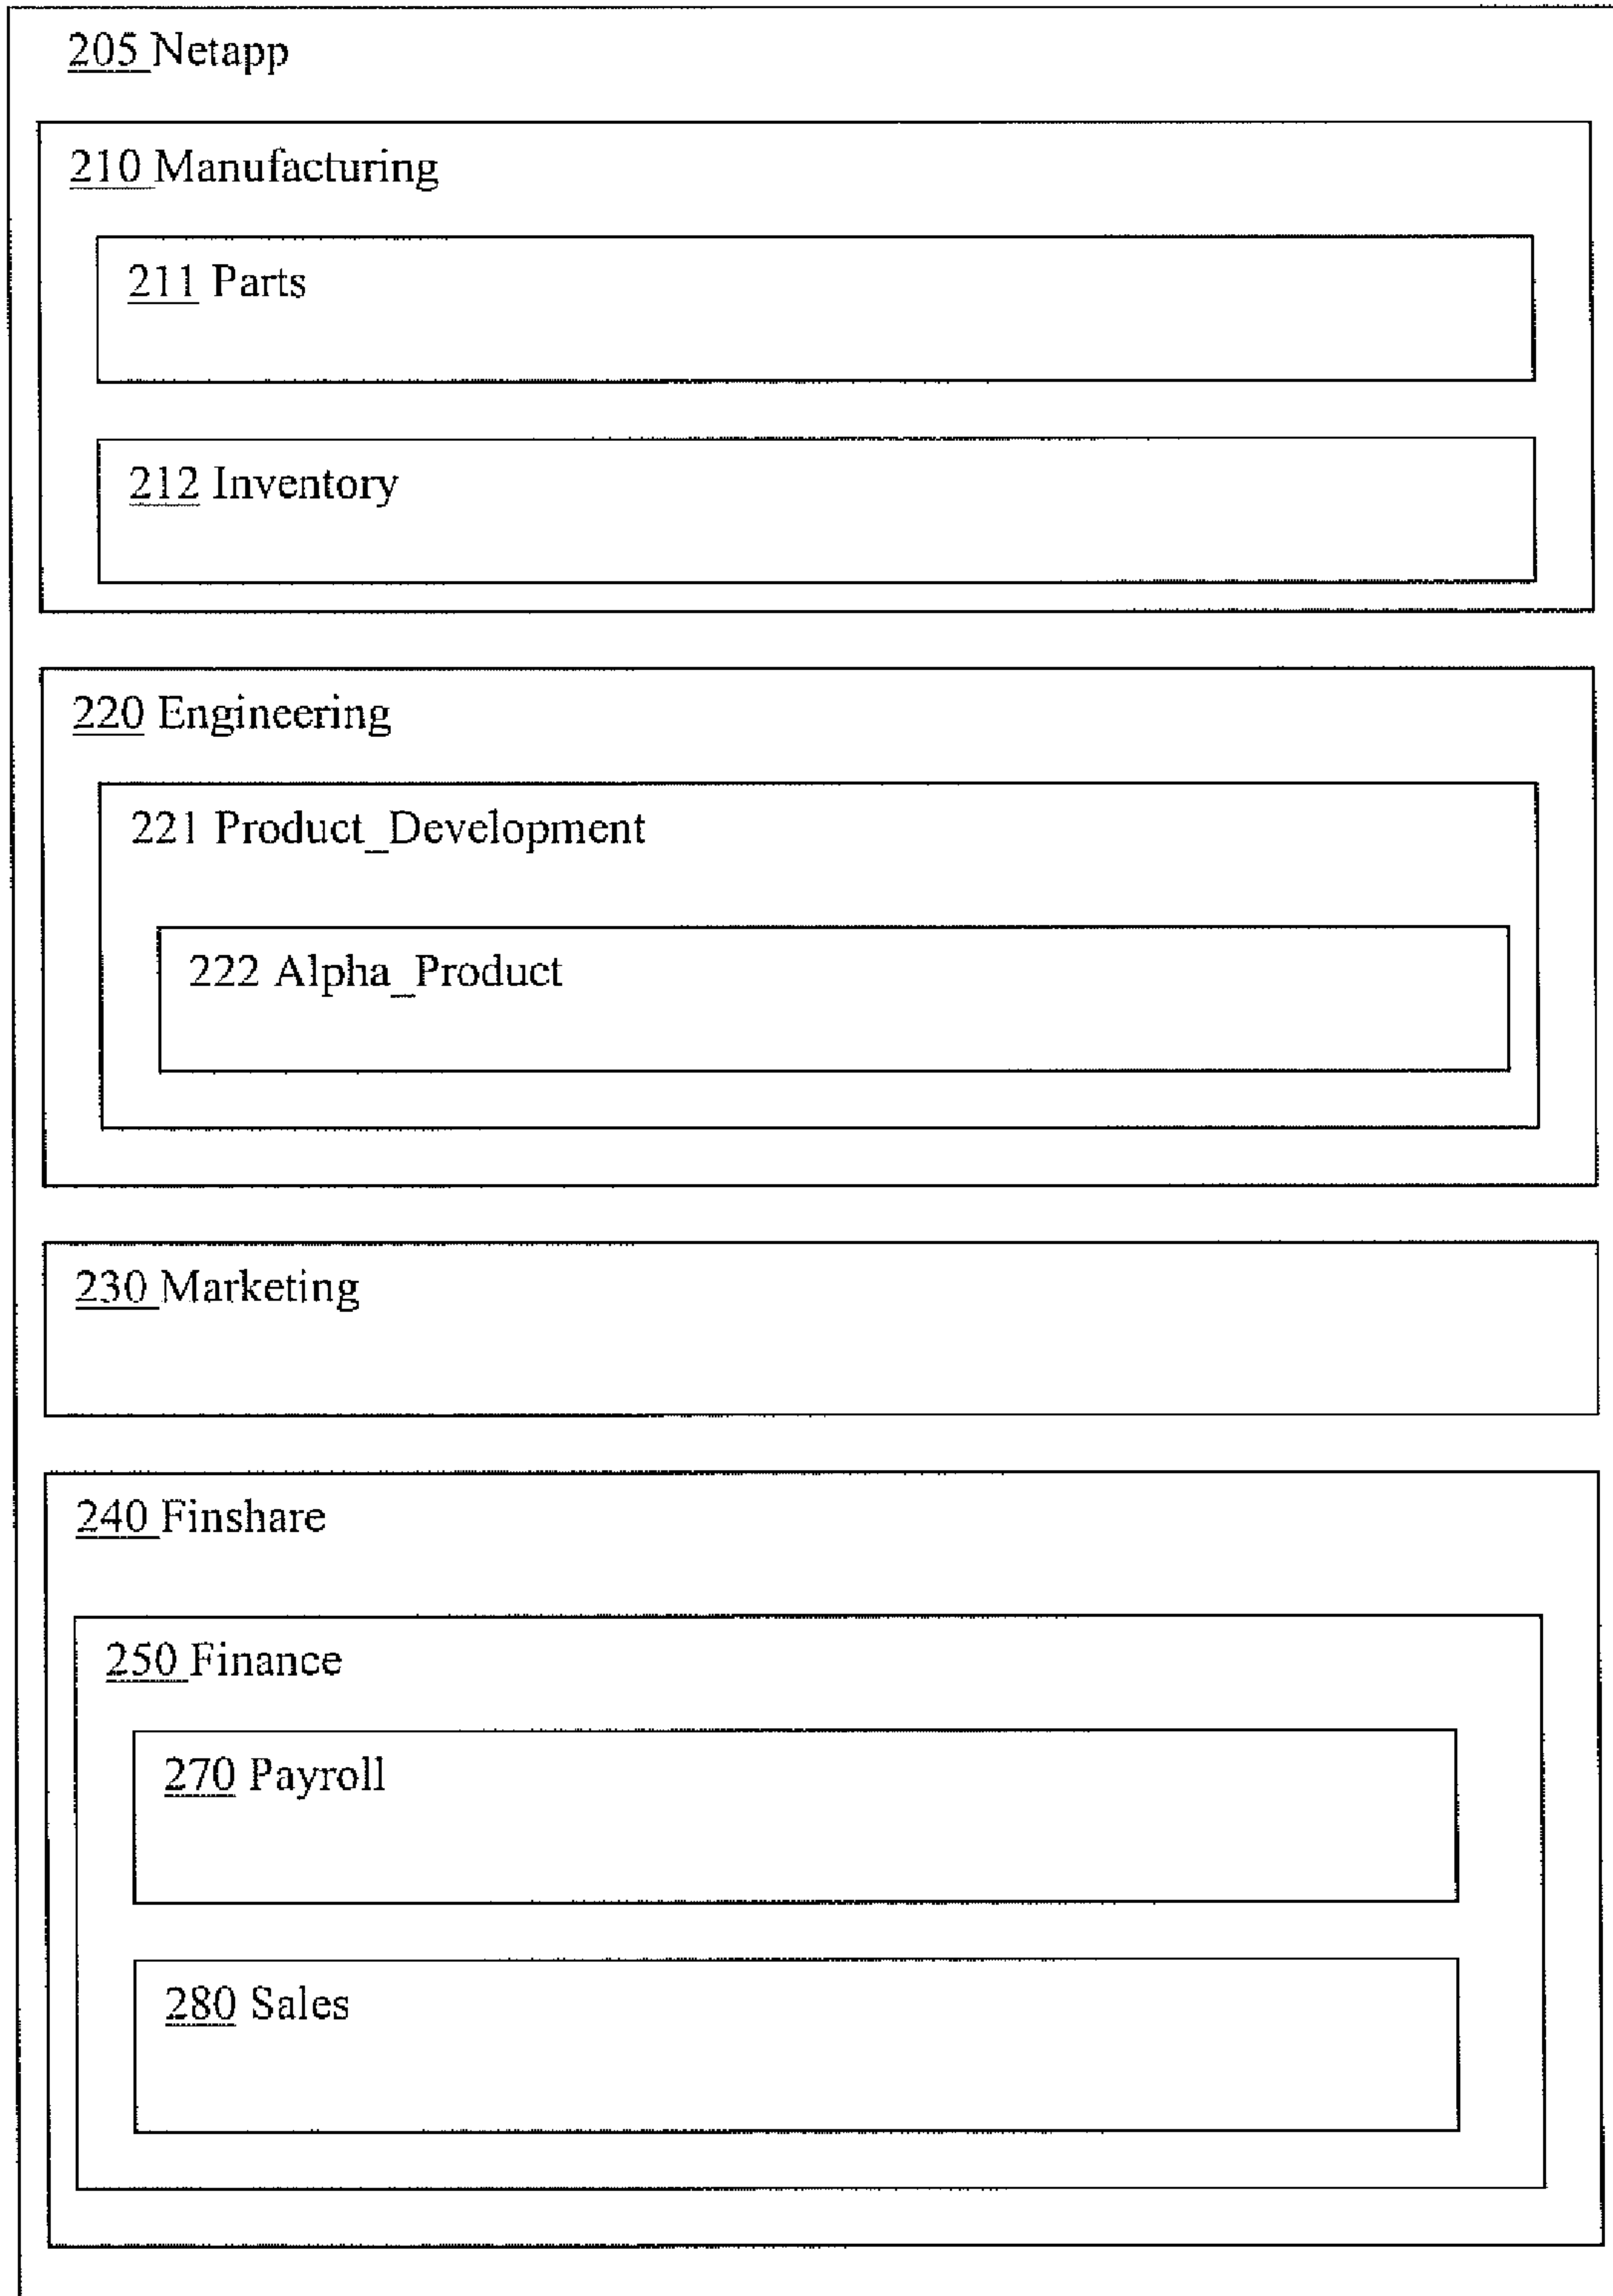 205 Netapp
210 Manufacturing
211 Parts
212 Inventory
220 Engineering
221 Product_Development
222 Alpha_Product
230 Marketing
240 Finshare
250 Finance
270 Payroll
280 Sales